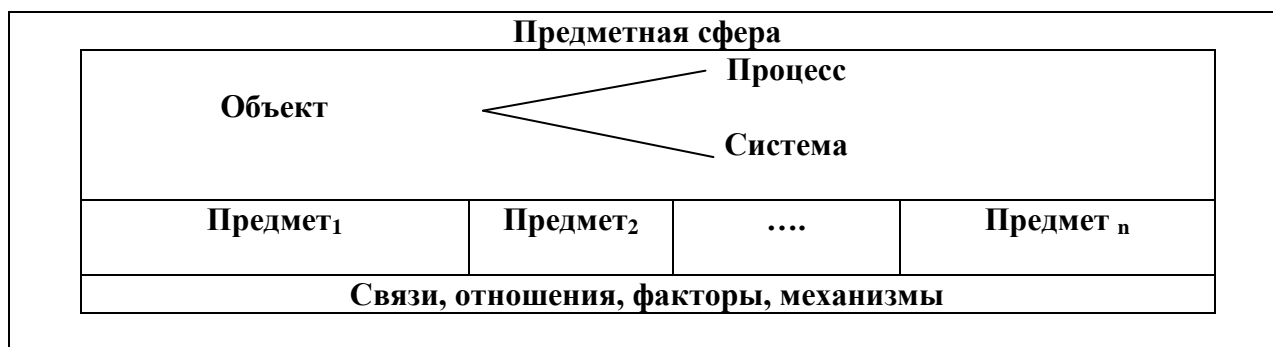 Предметная сфера
Процесс
Объект
Система
Предмет₁ Предмет₂ .... Предмет ₙ
Связи, отношения, факторы, механизмы